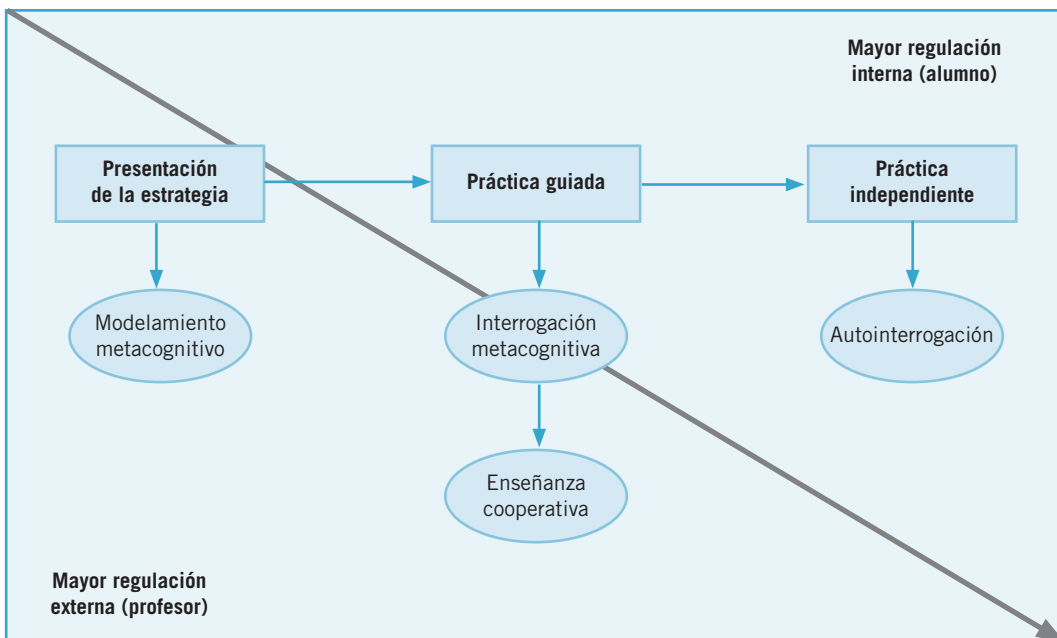 Mayor regulación
interna (alumno)
Presentación
de la estrategia
Práctica guiada
Práctica
independiente
Modelamiento
metacognitivo
Interrogación
metacognitiva
Autointerrogación
Enseñanza
cooperativa
Mayor regulación
externa (profesor)